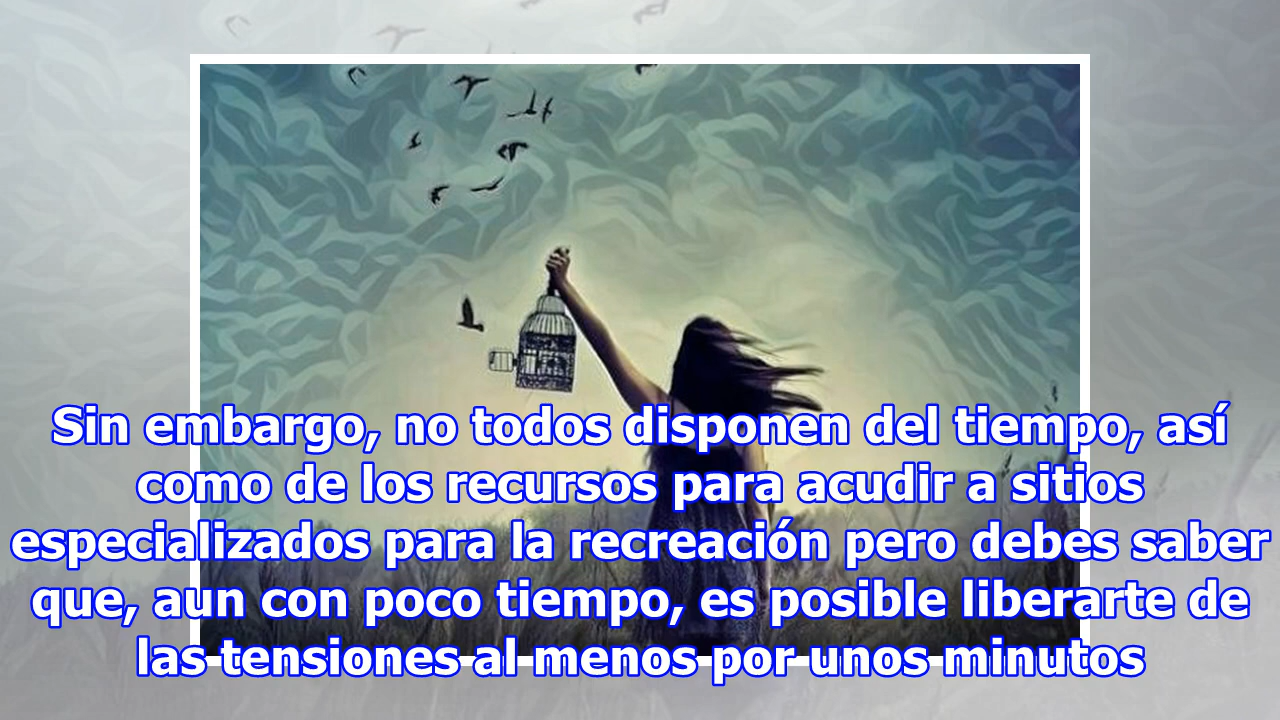 Sin embargo, no todos disponen del tiempo, así
como de los recursos para acudir a sitios
especializados para la recreación pero debes saber
que, aun con poco tiempo, es posible liberarte de
las tensiones al menos por unos minutos